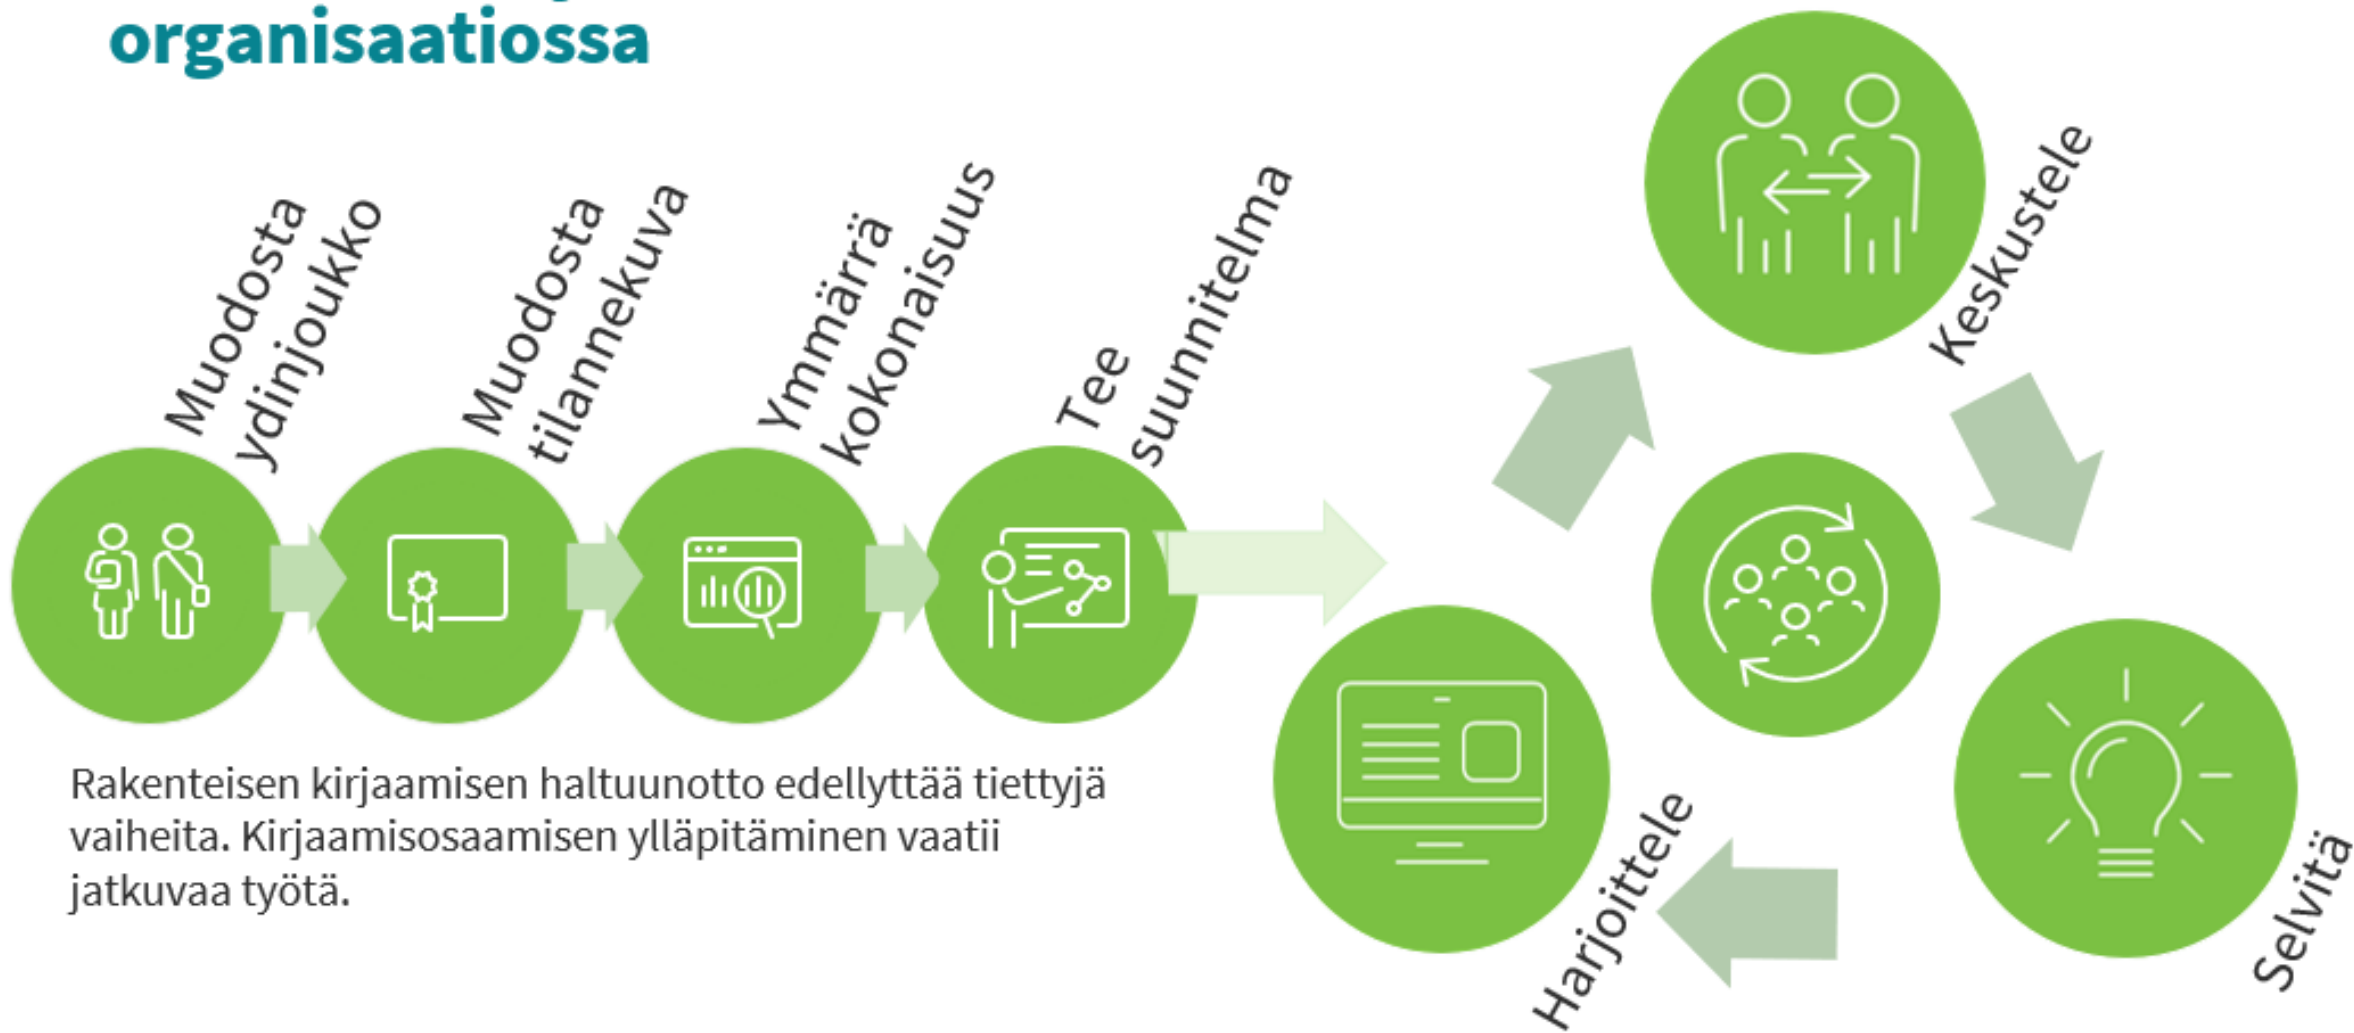 organisaatiossa
Muodosta
ydinjoukko
Muodosta
tilannekuva
Ymmärrä
kokonaisuus
Tee
suunnitelma
Keskustele
Selvitä
Harjoittele
Rakenteisen kirjaamisen haltuunotto edellyttää tiettyjä
vaiheita. Kirjaamisosaamisen ylläpitäminen vaatii
jatkuvaa työtä.